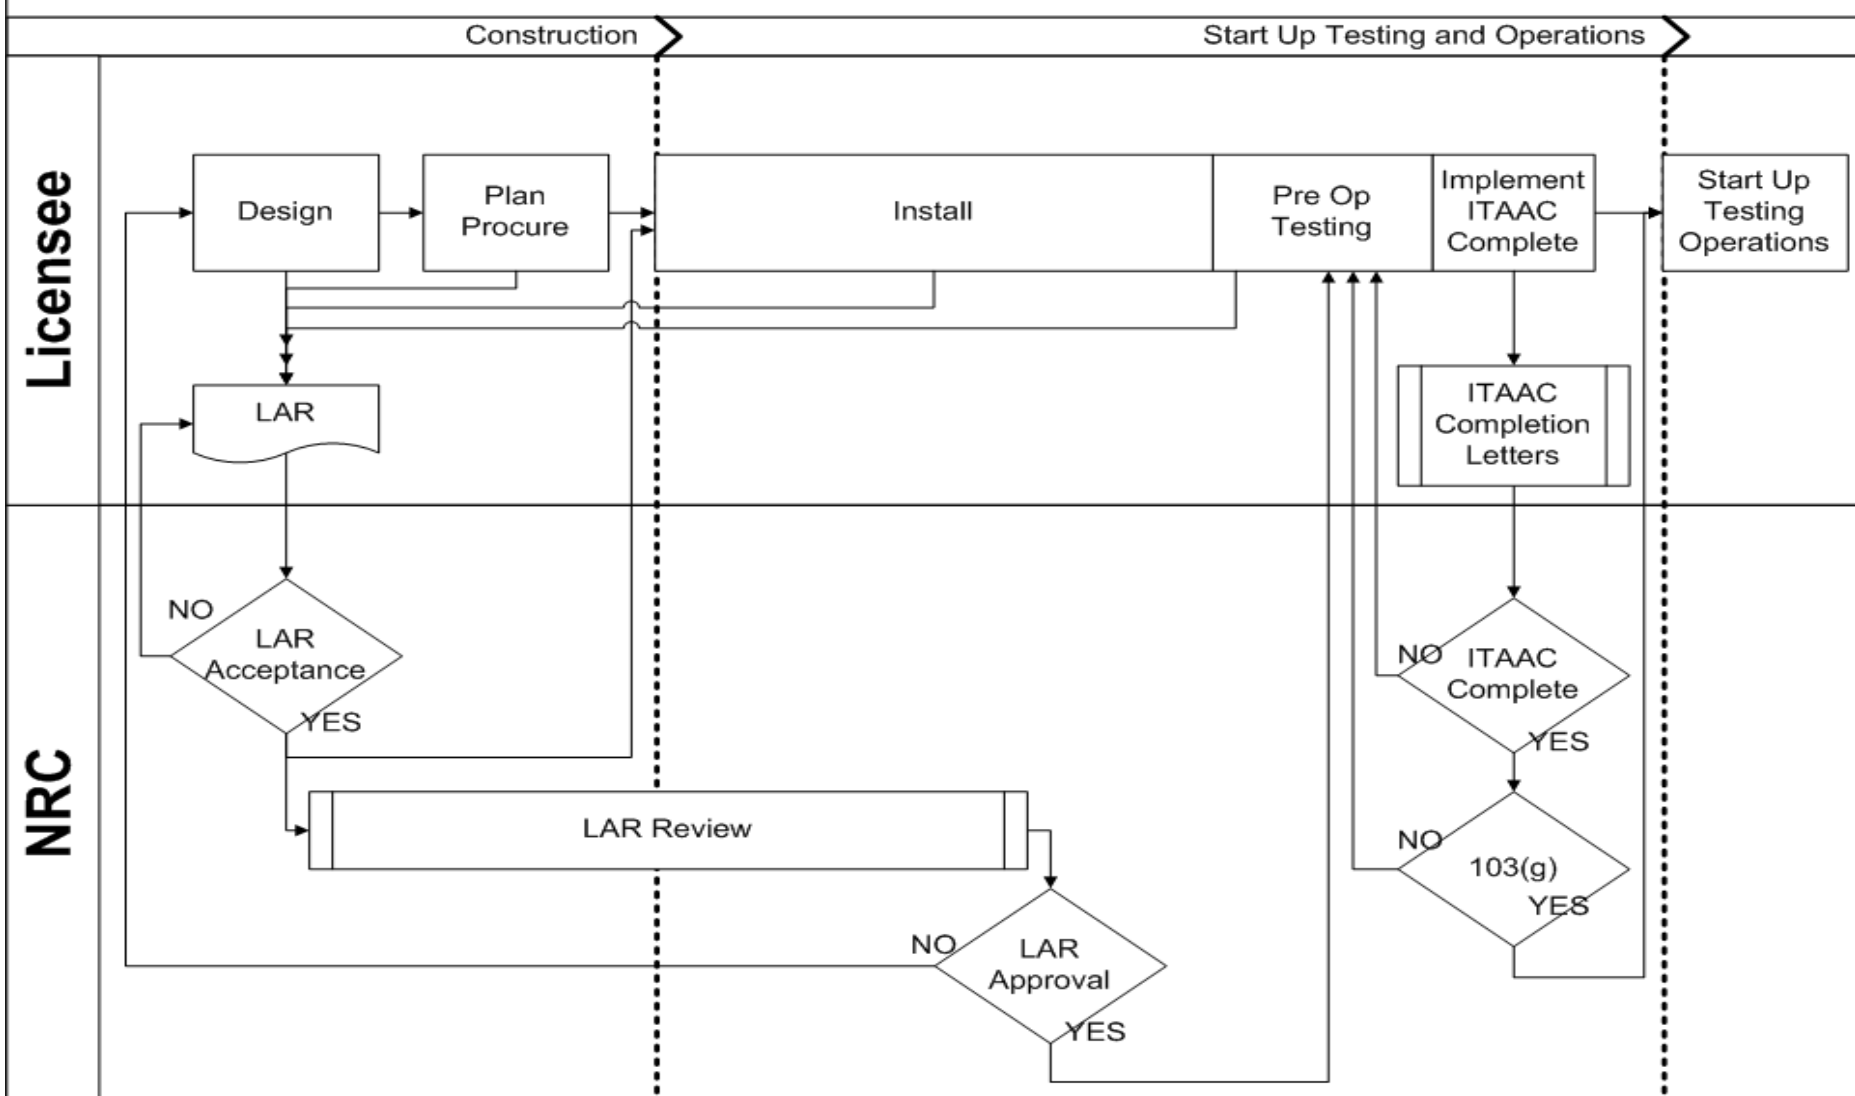 Construction
Start Up Testing and Operations
Licensee
Design
Plan
Procure
Install
Pre Op
Testing
Implement
ITAAC
Complete
Start Up
Testing
Operations
LAR
ITAAC
Completion
Letters
NRC
NO
LAR
Acceptance
YES
LAR Review
NO
LAR
Approval
YES
NO
ITAAC
Complete
YES
NO
103(g)
YES